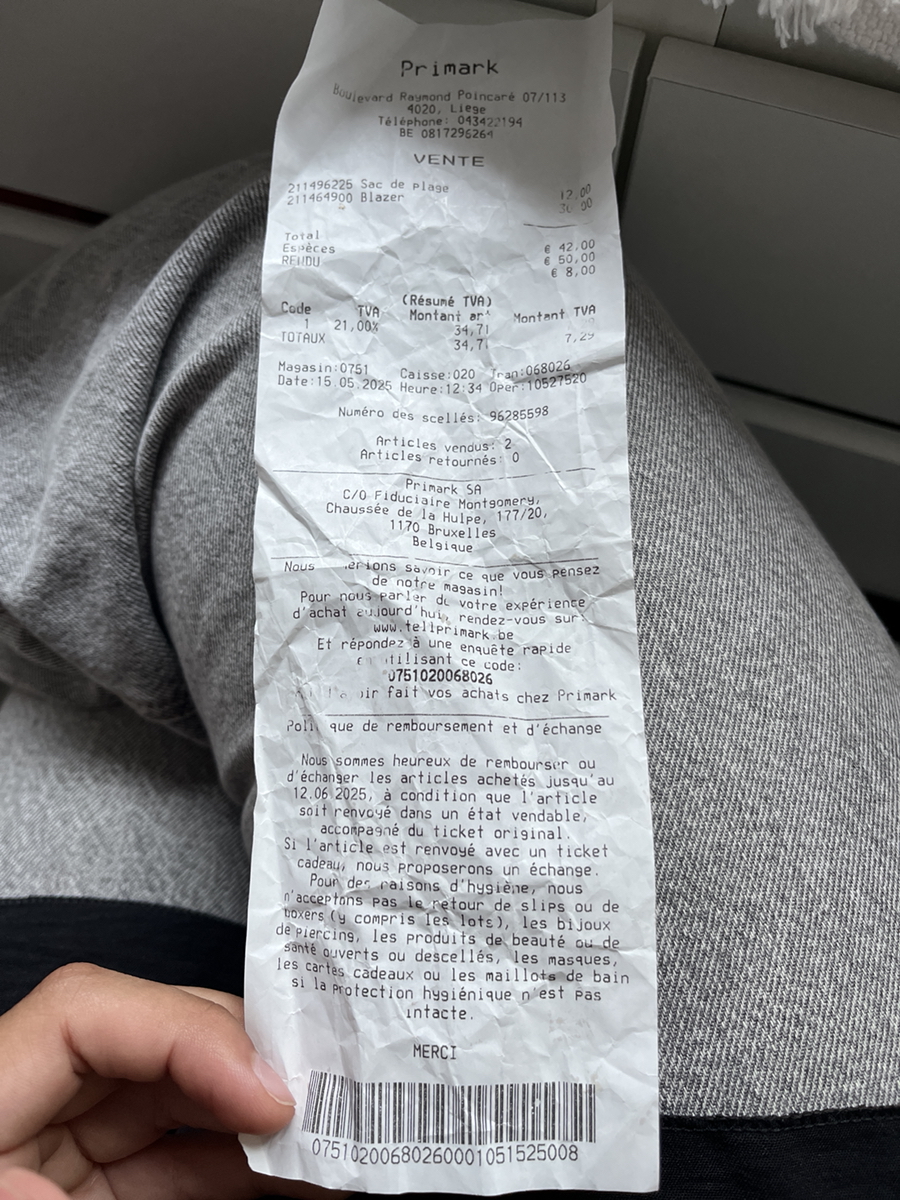 Primark
Boulevard Raymond Poincaré 07/113
4020, Liege
Téléphone: 043422194
BE 0817296264
VENTE
211496225 Sac de plage 12,00
211464900 Blazer
Total € 42,00
Espèces € 50,00
RENDU € 8,00
(Résumé TVA)
Code TVA Montant Montant TVA
1 21,00% 34,71
TOTAUX 34,71 7,29
Magasin:0751 Caisse:020 Tran:068026
Date:15.05.2025 Heure:12:34 Oper:10527520
Numéro des scellés: 96285598
Articles vendus: 2
Articles retournés: 0
Primark SA
C/O Fiduciaire Montgomery,
Chaussée de la Hulpe, 177/20,
1170 Bruxelles
Belgique
Nous savoir ce que vous pensez
de notre magasin!
Pour nous parler de votre expérience
d'achat aujourd'hui, rendez-vous sur:
www.tellprimark.be
Et répondez à une enquête rapide
utilisant ce code:
0751020068026
fait vos achats chez Primark
Politique de remboursement et d'échange
Nous sommes heureux de rembourser ou
d'échanger les articles achetés jusqu'au
12.06.2025, à condition que l'article
soit renvoyé dans un état vendable,
accompagné du ticket original.
Si l'article est renvoyé avec un ticket
cadeau, nous proposerons un échange.
Pour des raisons d'hygiène, nous
n'acceptons pas le retour de slips ou de
boxers (y compris les lots), les bijoux
de piercing, les produits de beauté ou de
santé ouverts ou descellés, les masques,
les cartes cadeaux ou les maillots de bain
si la protection hygiénique n'est pas
intacte.
MERCI
07510200680260001051525008